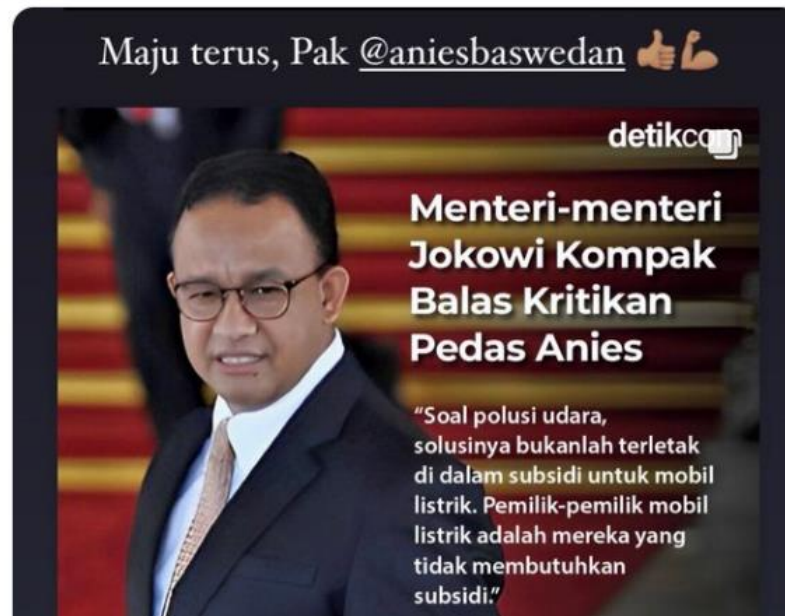 Maju terus, Pak @aniesbaswedan 👍💪
detikcom
Menteri-menteri
Jokowi Kompak
Balas Kritikan
Pedas Anies
“Soal polusi udara,
solusinya bukanlah terletak
di dalam subsidi untuk mobil
listrik. Pemilik-pemilik mobil
listrik adalah mereka yang
tidak membutuhkan
subsidi.”